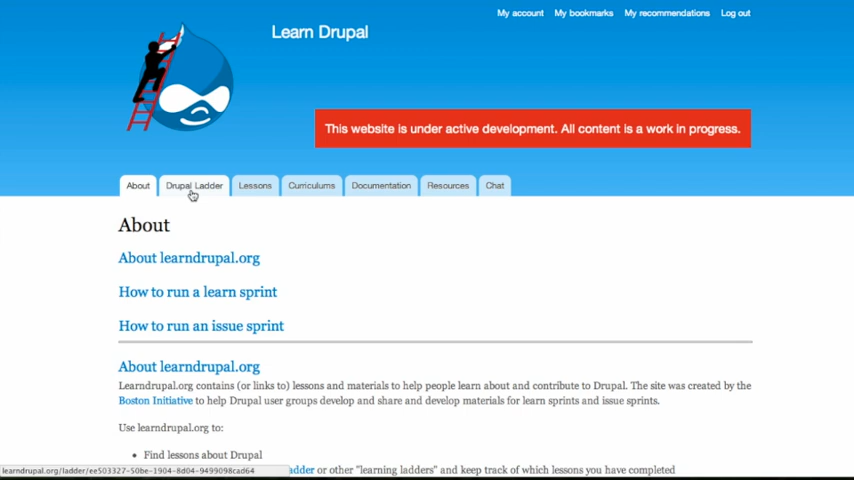 My account My bookmarks My recommendations Log out
Learn Drupal
This website is under active development. All content is a work in progress.
About Drupal Ladder Lessons Curriculums Documentation Resources Chat
About
About learndrupal.org
How to run a learn sprint
How to run an issue sprint
About learndrupal.org
Learndrupal.org contains (or links to) lessons and materials to help people learn about and contribute to Drupal. The site was created by the
Boston Initiative to help Drupal user groups develop and share and develop materials for learn sprints and issue sprints.
Use learndrupal.org to:
• Find lessons about Drupal
adder or other "learning ladders" and keep track of which lessons you have completed
learndrupal.org/ladder/ee503327-50be-1904-8d04-9499098cad64